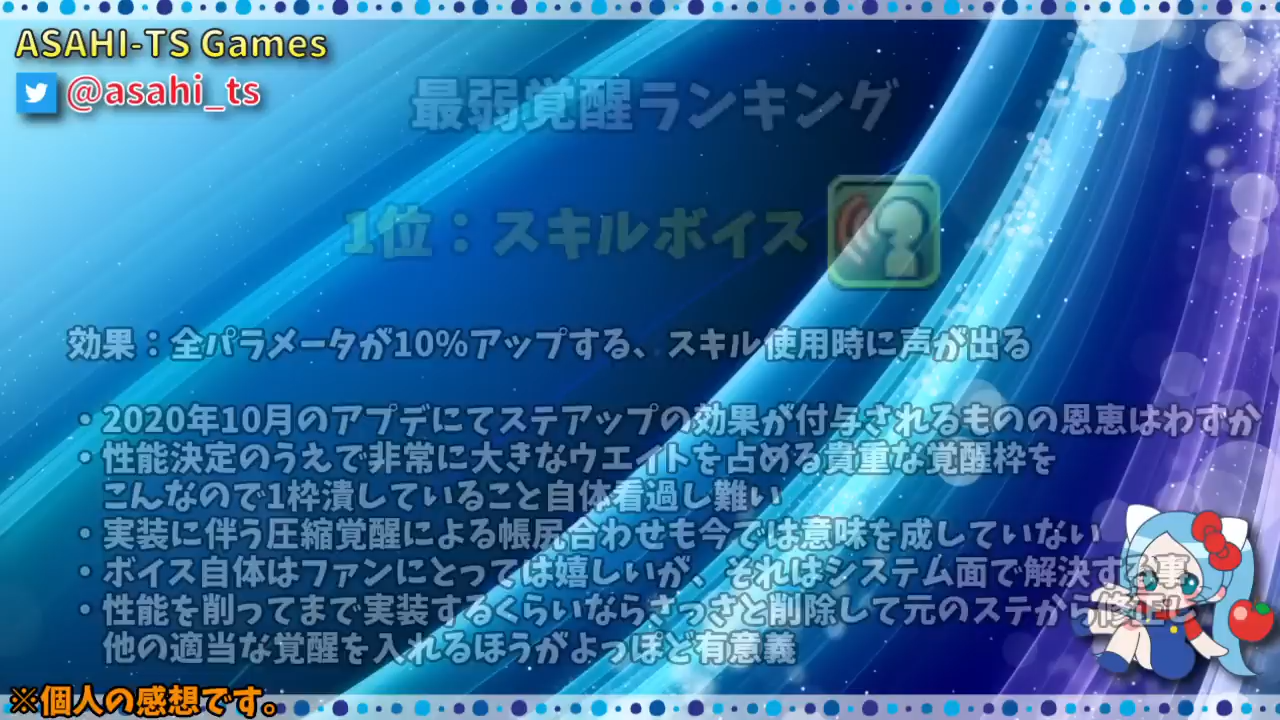 ASAHI-TS Games
@asahi_ts
最弱覚醒ランキング
1位：スキルボイス
効果：全パラメータが10%アップする、スキル使用時に声が出る
・2020年10月のアプデにてステアップの効果が付与されるものの恩恵はわずか
・性能決定のうえで非常に大きなウエイトを占める貴重な覚醒枠を
こんなので1枠潰していること自体看過し難い
・実装に伴う圧縮覚醒による帳尻合わせも今では意味を成していない
・ボイス自体はファンにとっては嬉しいが、それはシステム面で解決する事
・性能を削ってまで実装するくらいならさっさと削除して元のステから修正し
他の適当な覚醒を入れるほうがよっぽど有意義
※個人の感想です。